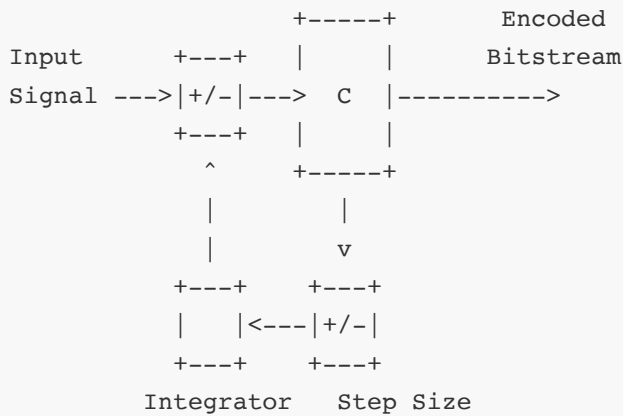 +-----+       Encoded
Input       +---+     |     |      Bitstream
Signal --->|+/-|---> C  |---------->
            +---+     |     |
              ^       +-----+
              |          |
              |          v
            +---+     +---+
            |   |<---|+/-|
            +---+     +---+
          Integrator   Step Size